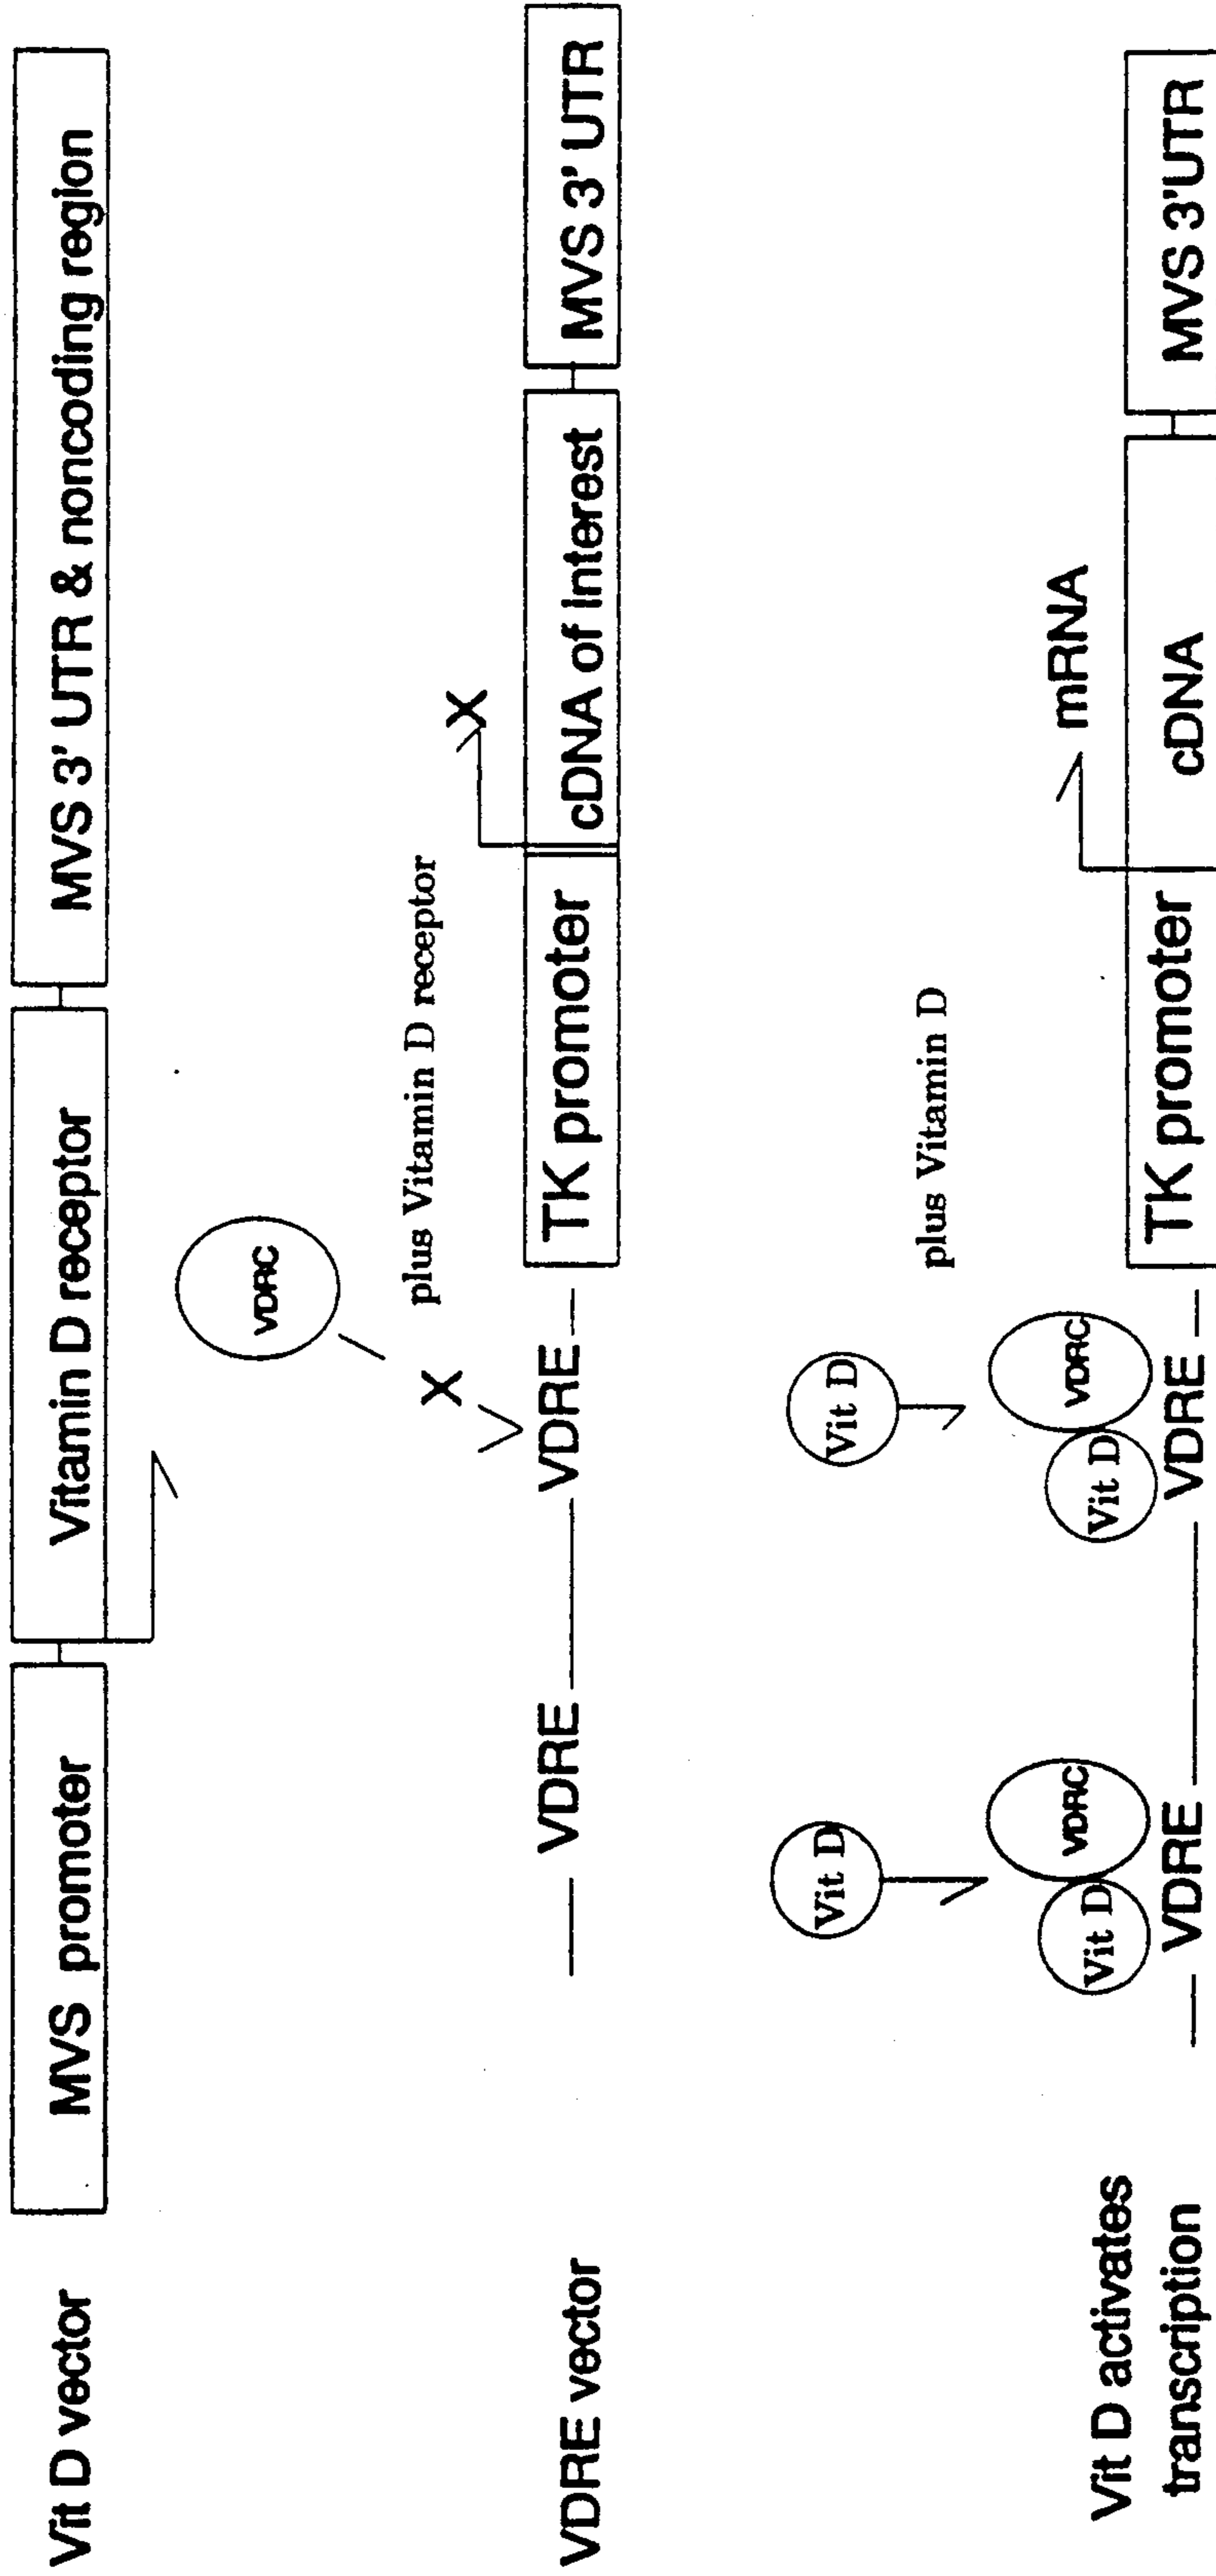 Vit D vector
MVS promoter
Vitamin D receptor
MVS 3' UTR & noncoding region
VDRC
plus Vitamin D receptor
X
X
VDRE vector
VDRE
VDRE
TK promoter
cDNA of interest
MVS 3' UTR
plus Vitamin D
Vit D
Vit D
mRNA
Vit D
VDRC
Vit D
VDRC
Vit D activates
transcription
VDRE
VDRE
TK promoter
cDNA
MVS 3'UTR